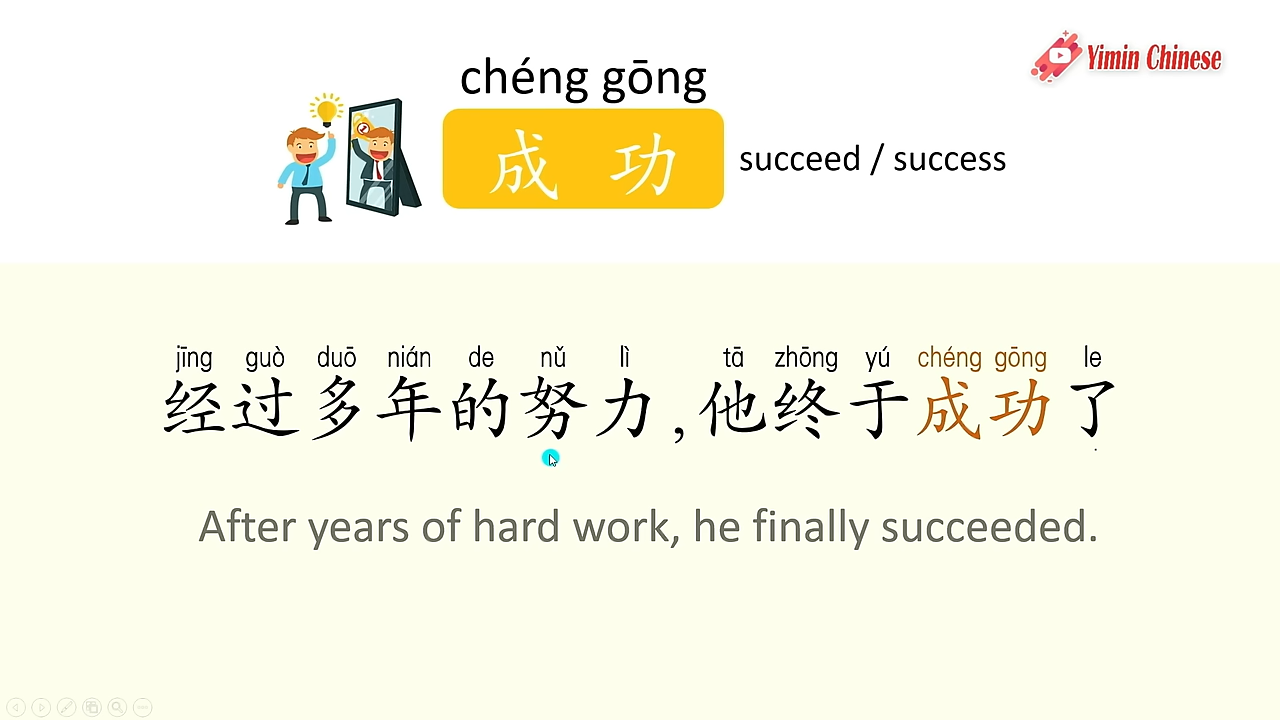 Yimin Chinese
chéng gōng
成功
succeed / success
jīng guò duō nián de nǔ lì tā zhōng yú chéng gōng le
经过多年的努力,他终于成功了.
After years of hard work, he finally succeeded.